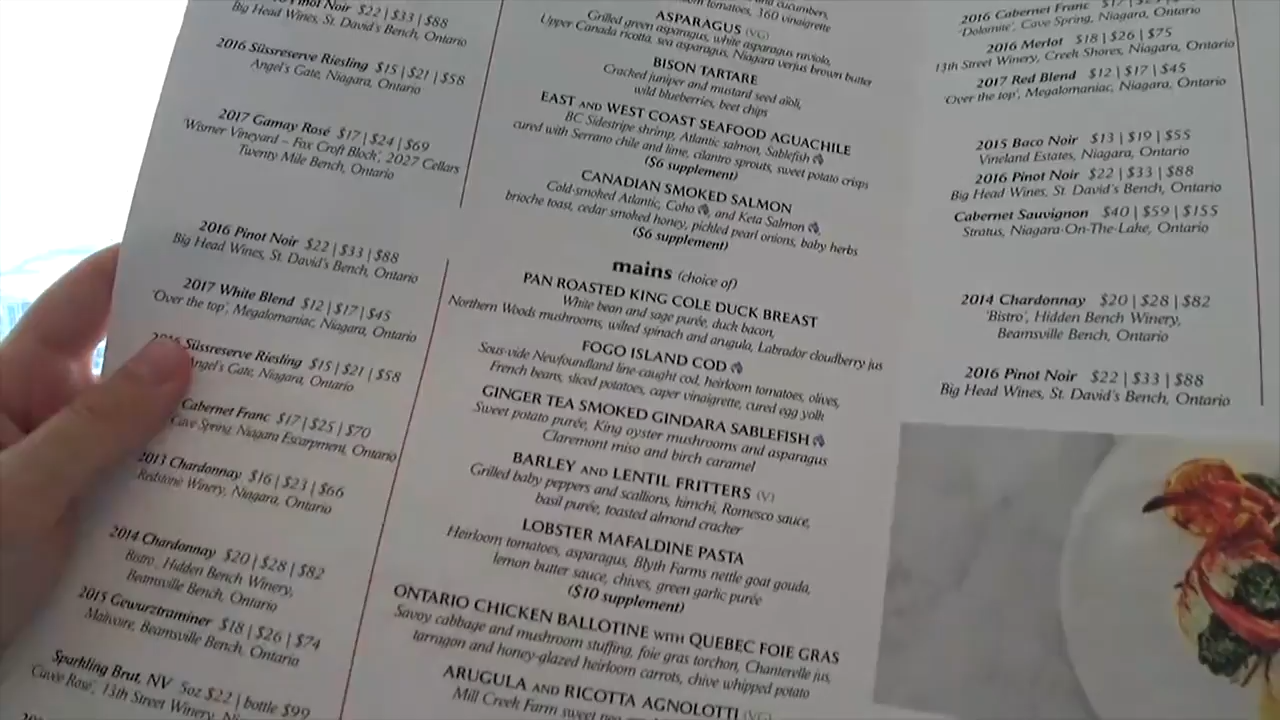 Pinot Noir $22 | $33 | $88
Big Head Wines, St. David's Bench, Ontario
2016 Süssreserve Riesling $15 | $21 | $58
Angel's Gate, Niagara, Ontario
2017 Gamay Rosé $17 | $24 | $69
'Wismer Vineyard – Fox Croft Block', 2027 Cellars
Twenty Mile Bench, Ontario
2016 Pinot Noir $22 | $33 | $88
Big Head Wines, St. David's Bench, Ontario
2017 White Blend $12 | $17 | $45
'Over the top', Megalomaniac, Niagara, Ontario
2016 Süssreserve Riesling $15 | $21 | $58
Angel's Gate, Niagara, Ontario
Cabernet Franc $17 | $25 | $70
Cave Spring, Niagara Escarpment, Ontario
2013 Chardonnay $16 | $23 | $66
Redstone Winery, Niagara, Ontario
2014 Chardonnay $20 | $28 | $82
'Bistro', Hidden Bench Winery,
Beamsville Bench, Ontario
2015 Gewurztraminer $18 | $26 | $74
Malivoire, Beamsville Bench, Ontario
Sparkling Brut, NV 5oz $22 | bottle $99
'Cuvée Rosé', 13th Street Winery,
cucumbers,
tomatoes, 360 vinaigrette
ASPARAGUS (VG)
Grilled green asparagus, white asparagus raviolo,
Upper Canada ricotta, sea asparagus, Niagara verjus brown butter
BISON TARTARE
Cracked juniper and mustard seed aïoli,
wild blueberries, beet chips
EAST AND WEST COAST SEAFOOD AGUACHILE
BC Sidestripe shrimp, Atlantic salmon, Sablefish
cured with Serrano chile and lime, cilantro sprouts, sweet potato crisps
($6 supplement)
CANADIAN SMOKED SALMON
Cold-smoked Atlantic, Coho, and Keta Salmon,
brioche toast, cedar smoked honey, pickled pearl onions, baby herbs
($6 supplement)
mains (choice of)
PAN ROASTED KING COLE DUCK BREAST
White bean and sage purée, duck bacon,
Northern Woods mushrooms, wilted spinach and arugula, Labrador cloudberry jus
FOGO ISLAND COD
Sous-vide Newfoundland line-caught cod, heirloom tomatoes, olives,
French beans, sliced potatoes, caper vinaigrette, cured egg yolk
GINGER TEA SMOKED GINDARA SABLEFISH
Sweet potato purée, King oyster mushrooms and asparagus
Claremont miso and birch caramel
BARLEY AND LENTIL FRITTERS (V)
Grilled baby peppers and scallions, kimchi, Romesco sauce,
basil purée, toasted almond cracker
LOBSTER MAFALDINE PASTA
Heirloom tomatoes, asparagus, Blyth Farms nettle goat gouda,
lemon butter sauce, chives, green garlic purée
($10 supplement)
ONTARIO CHICKEN BALLOTINE WITH QUEBEC FOIE GRAS
Savoy cabbage and mushroom stuffing, foie gras torchon, Chanterelle jus,
tarragon and honey-glazed heirloom carrots, chive whipped potato
ARUGULA AND RICOTTA AGNOLOTTI (VG)
Mill Creek Farm sweet pea
2016 Cabernet Franc
'Dolomite', Cave Spring, Niagara, Ontario
2016 Merlot $18 | $26 | $75
13th Street Winery, Creek Shores, Niagara, Ontario
2017 Red Blend $12 | $17 | $45
'Over the top', Megalomaniac, Niagara, Ontario
2015 Baco Noir $13 | $19 | $55
Vineland Estates, Niagara, Ontario
2016 Pinot Noir $22 | $33 | $88
Big Head Wines, St. David's Bench, Ontario
Cabernet Sauvignon $40 | $59 | $155
Stratus, Niagara-On-The-Lake, Ontario
2014 Chardonnay $20 | $28 | $82
'Bistro', Hidden Bench Winery,
Beamsville Bench, Ontario
2016 Pinot Noir $22 | $33 | $88
Big Head Wines, St. David's Bench, Ontario